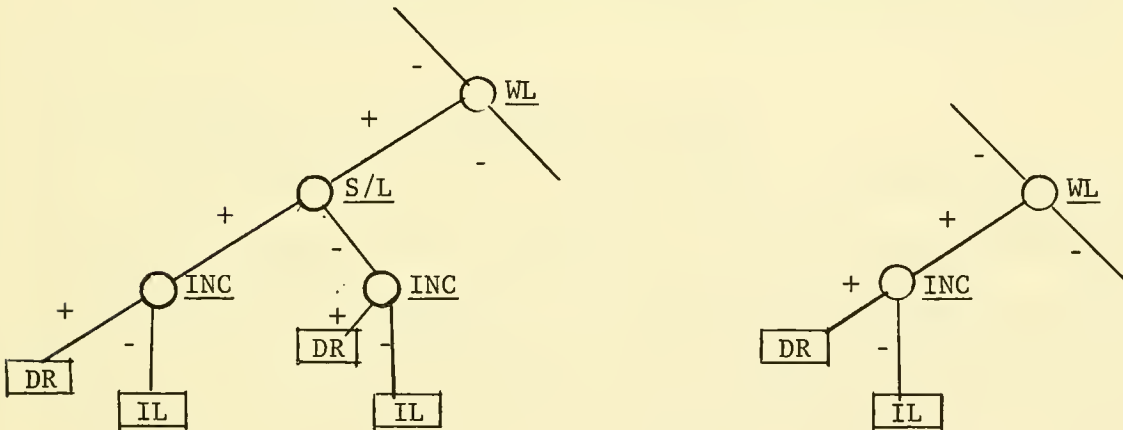 - WL
+ -
S/L
+ -
INC INC
+ - + -
DR IL DR IL
- WL
+ -
INC
+ -
DR IL